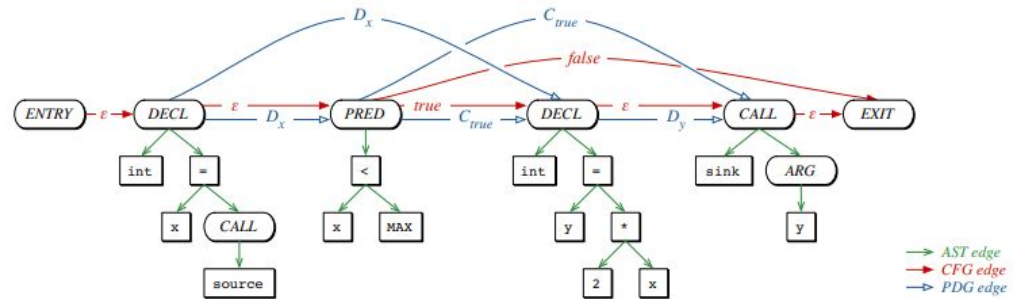 D_x C_true
false
ENTRY ε DECL ε PRED true DECL ε CALL ε EXIT
D_x C_true D_y
int = < int = sink ARG
x CALL x MAX y * y
source 2 x
AST edge
CFG edge
PDG edge